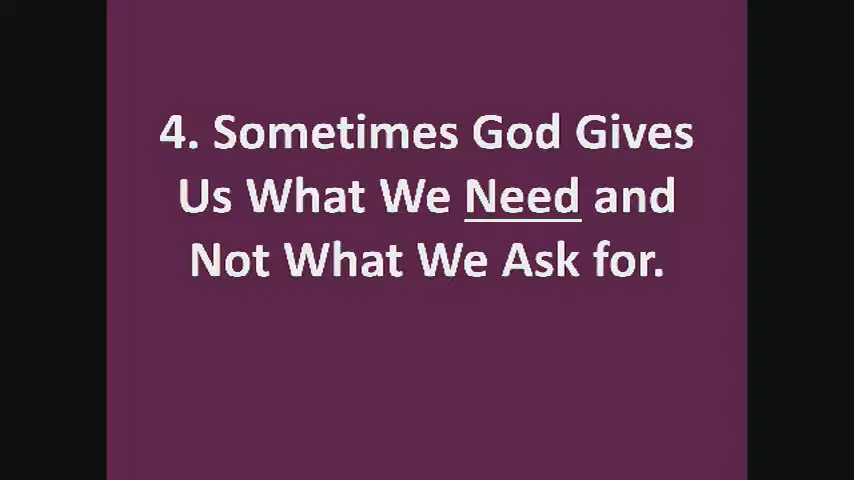 4. Sometimes God Gives
Us What We Need and
Not What We Ask for.